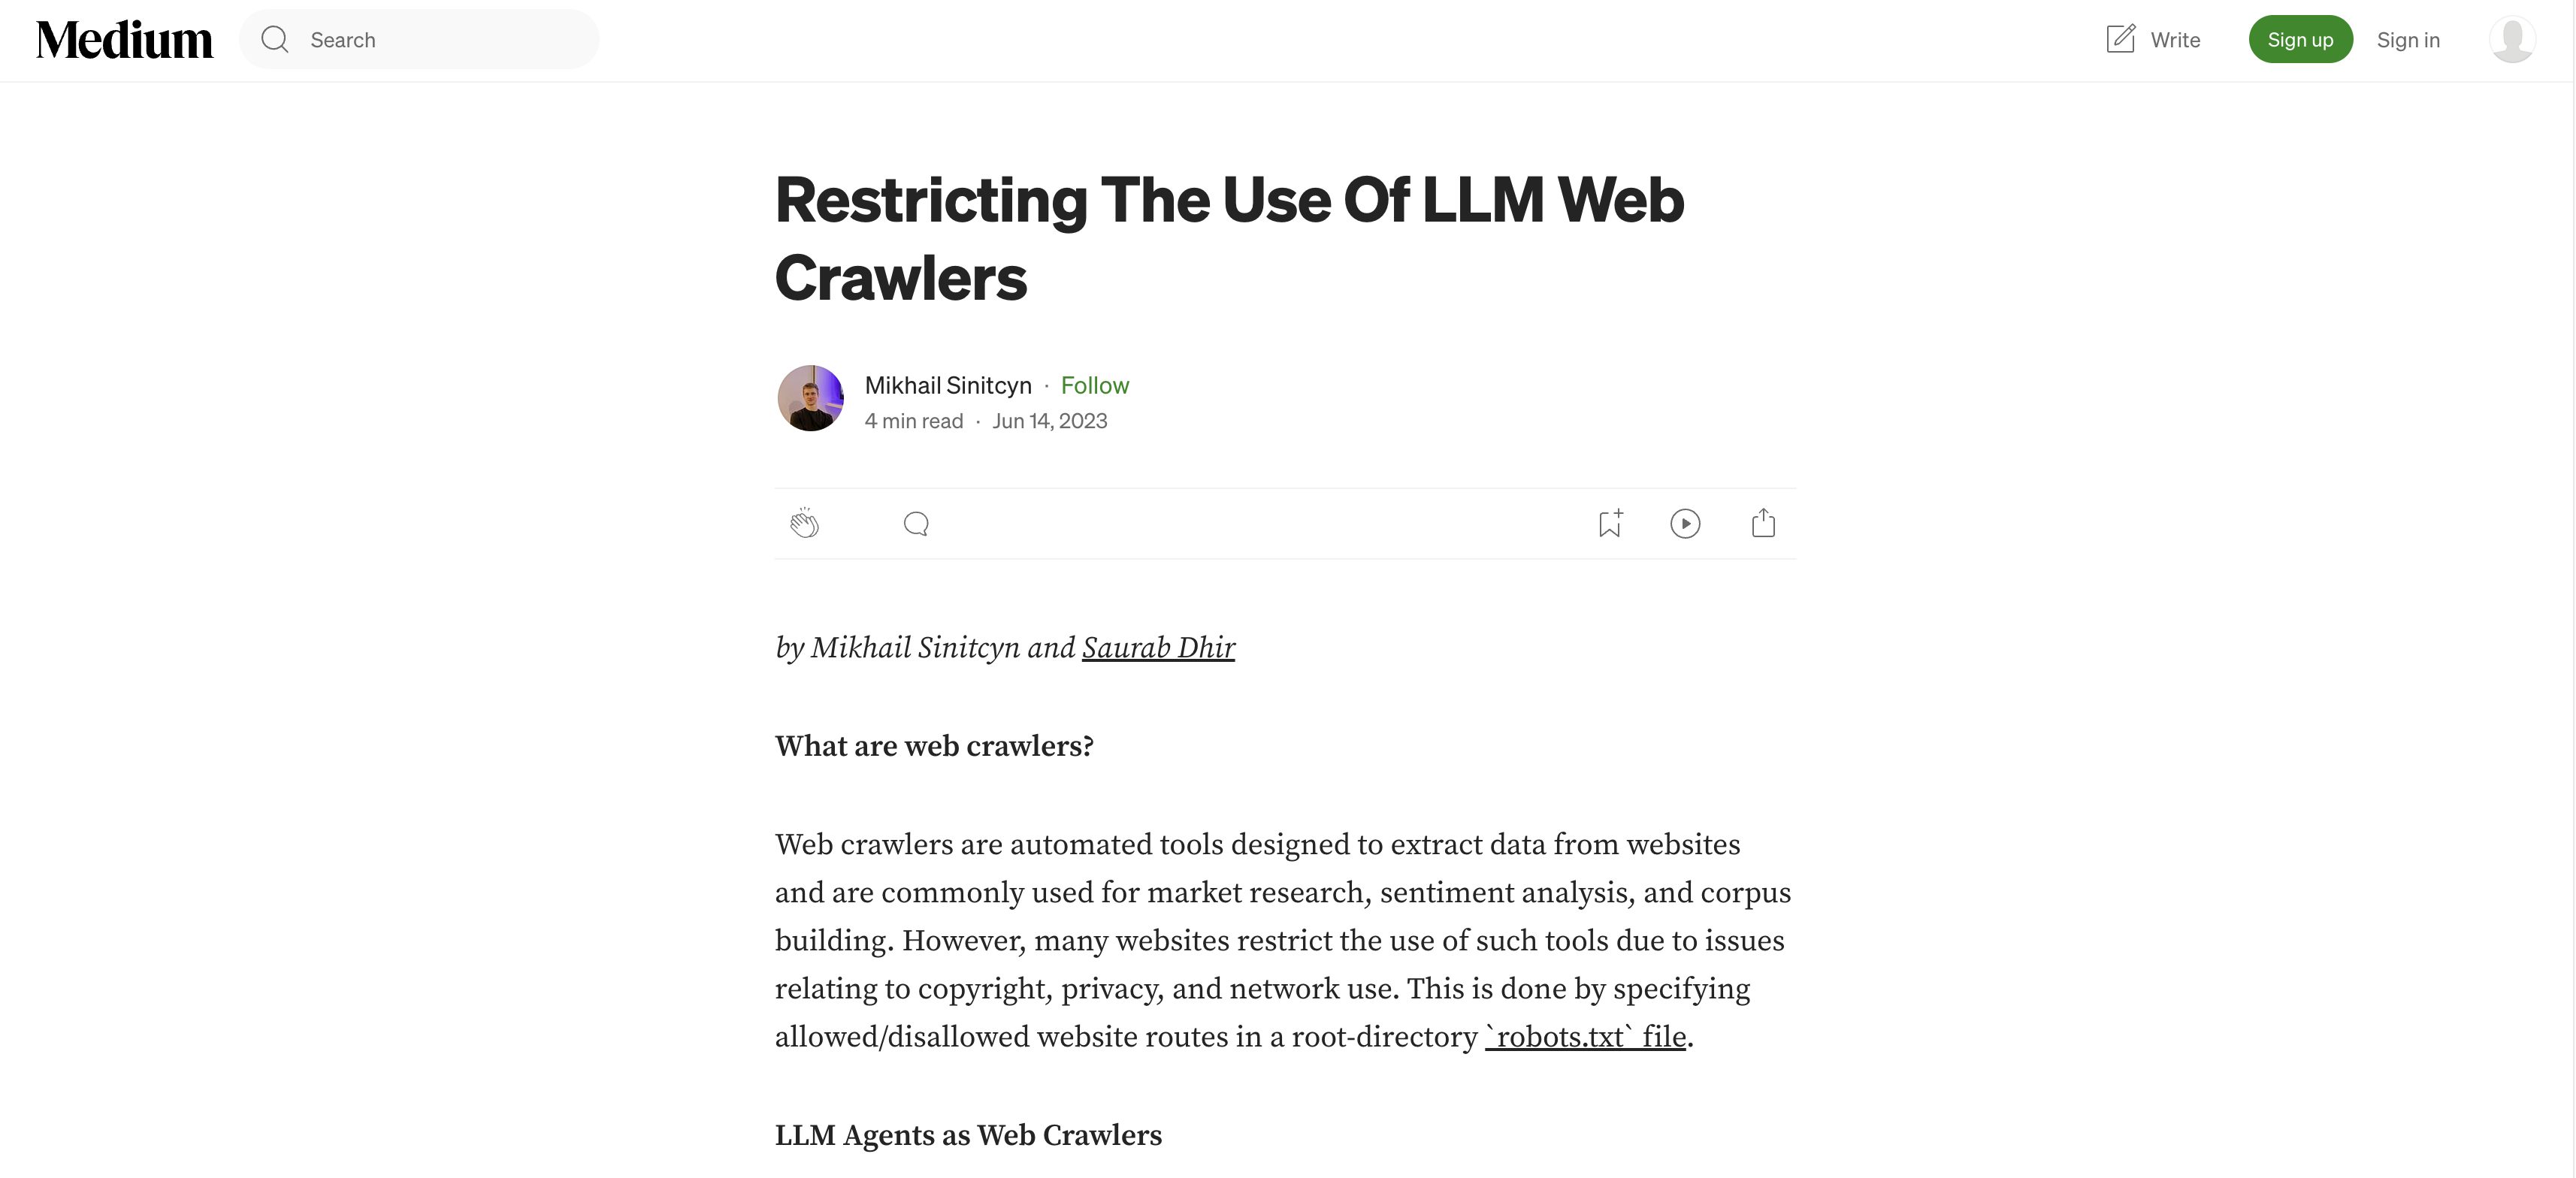 Medium
Search
Write
Sign up
Sign in
Restricting The Use Of LLM Web
Crawlers
Mikhail Sinitcyn · Follow
4 min read · Jun 14, 2023
by Mikhail Sinitcyn and Saurab Dhir
What are web crawlers?
Web crawlers are automated tools designed to extract data from websites
and are commonly used for market research, sentiment analysis, and corpus
building. However, many websites restrict the use of such tools due to issues
relating to copyright, privacy, and network use. This is done by specifying
allowed/disallowed website routes in a root-directory `robots.txt` file.
LLM Agents as Web Crawlers